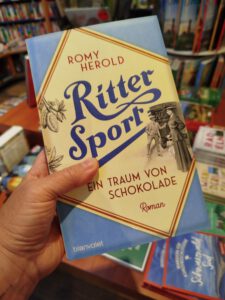 ROMY
HEROLD
Ritter
Sport
EIN TRAUM VON
SCHOKOLADE
Roman
blanvalet